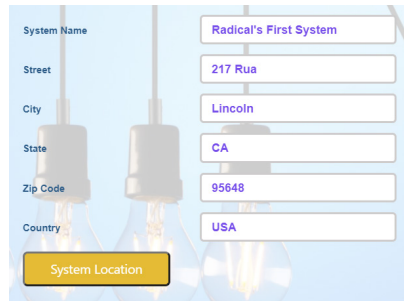 System Name Radical's First System
Street 217 Rua
City Lincoln
State CA
Zip Code 95648
Country USA
System Location